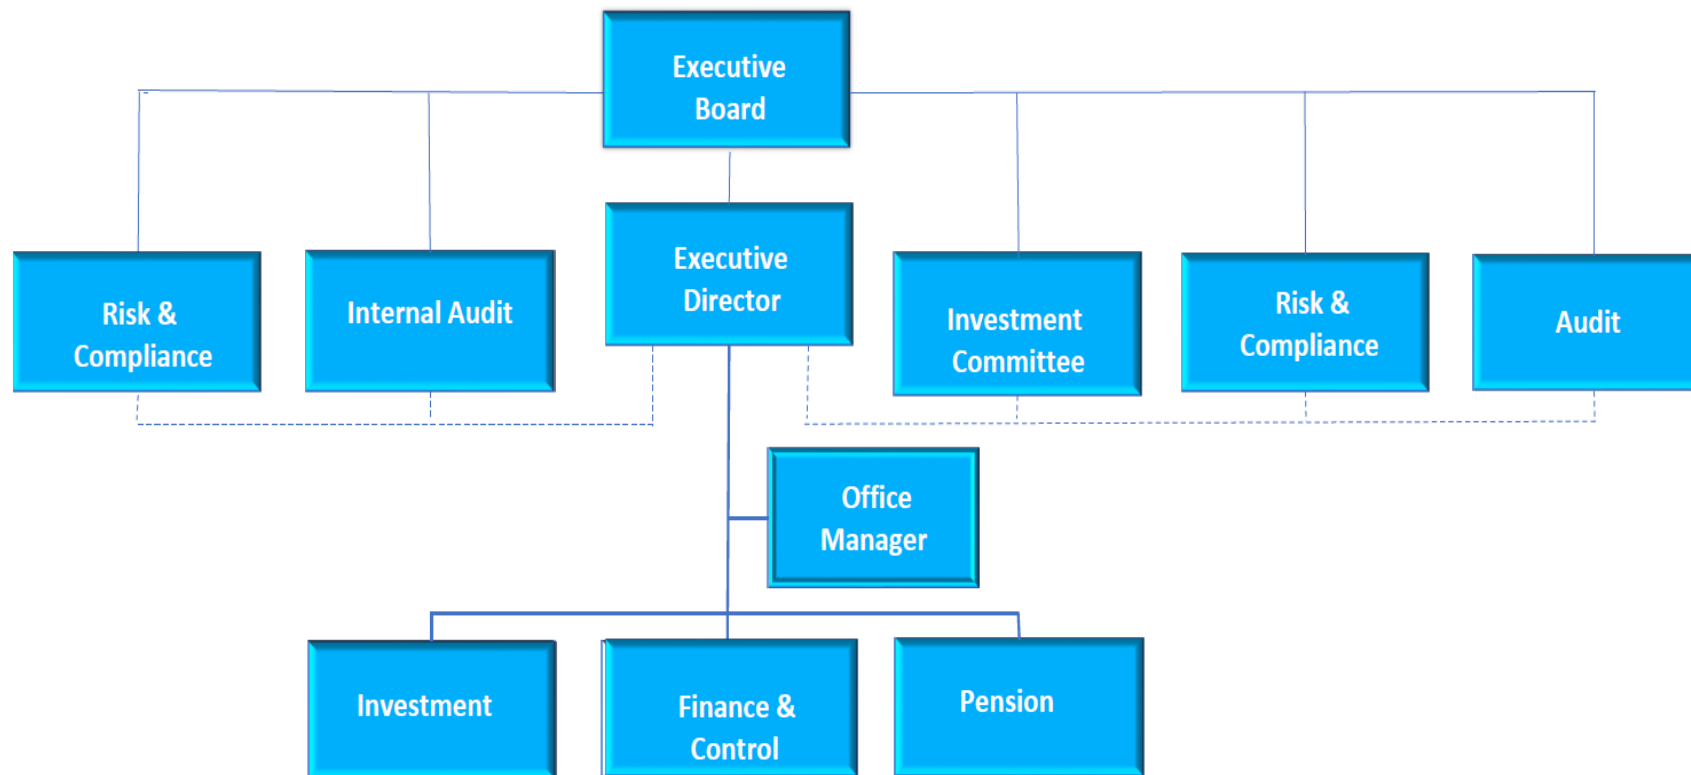 Executive
Board
Executive
Director
Risk &
Compliance
Internal Audit
Investment
Committee
Risk &
Compliance
Audit
Office
Manager
Investment
Finance &
Control
Pension